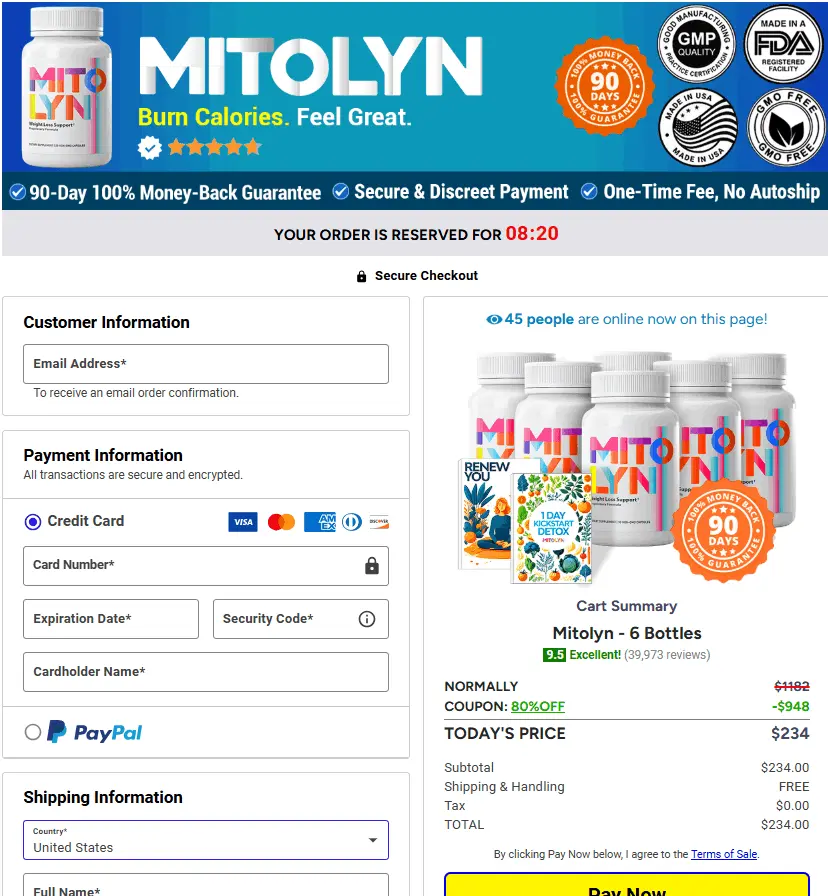 MITOLYN
Burn Calories. Feel Great.
100% MONEY BACK
90
DAYS
100% GUARANTEE
GOOD MANUFACTURING
GMP
QUALITY
PRACTICE CERTIFICATION
MADE IN A
FDA
REGISTERED
FACILITY
MADE IN USA
MADE IN USA
GMO FREE
GMO FREE
MITO
LYN
Weight Loss Support*
90-Day 100% Money-Back Guarantee
Secure & Discreet Payment
One-Time Fee, No Autoship
YOUR ORDER IS RESERVED FOR 08:20
Secure Checkout
Customer Information
Email Address*
To receive an email order confirmation.
Payment Information
All transactions are secure and encrypted.
Credit Card
VISA
AM
EX
DISCOVER
Card Number*
Expiration Date*
Security Code*
Cardholder Name*
PayPal
Shipping Information
Country*
United States
Full Name*
45 people are online now on this page!
MITO
LYN
Weight Loss Support*
RENEW
YOU
1 DAY
KICKSTART
DETOX
MITOLYN
100% MONEY BACK
90
DAYS
100% GUARANTEE
Cart Summary
Mitolyn - 6 Bottles
9.5 Excellent! (39,973 reviews)
NORMALLY $1182
COUPON: 80%OFF -$948
TODAY'S PRICE $234
Subtotal $234.00
Shipping & Handling FREE
Tax $0.00
TOTAL $234.00
By clicking Pay Now below, I agree to the Terms of Sale.
Pay Now